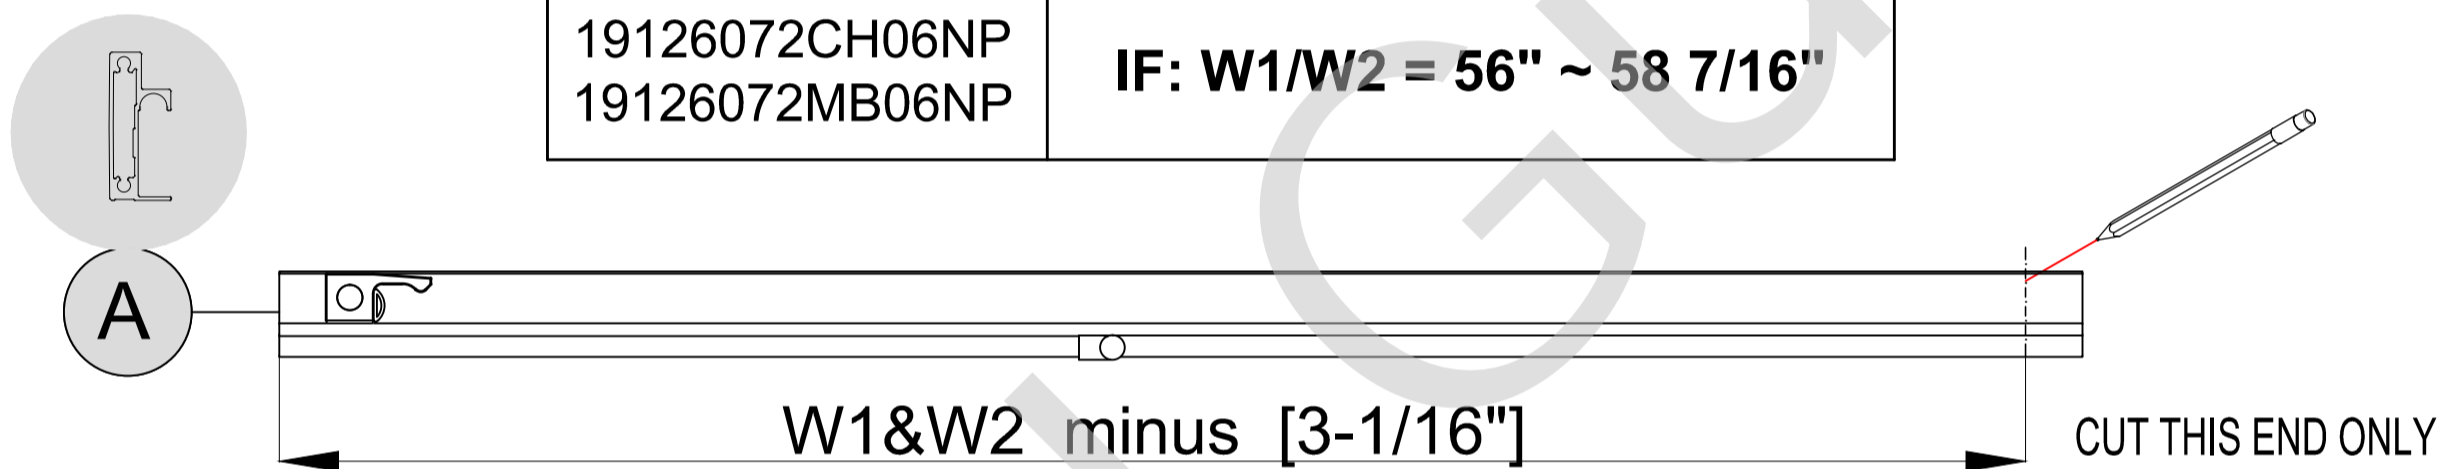 19126072CH06NP
19126072MB06NP
IF: W1/W2 = 56" ~ 58 7/16"
A
W1&W2 minus [3-1/16"]
CUT THIS END ONLY